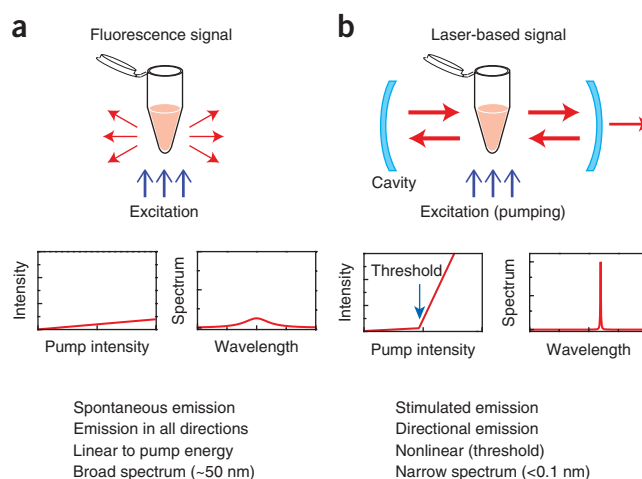 a
Fluorescence signal
Excitation
Intensity
Pump intensity
Spectrum
Wavelength
Spontaneous emission
Emission in all directions
Linear to pump energy
Broad spectrum (~50 nm)
b
Laser-based signal
Cavity
Excitation (pumping)
Intensity
Threshold
Pump intensity
Spectrum
Wavelength
Stimulated emission
Directional emission
Nonlinear (threshold)
Narrow spectrum (<0.1 nm)